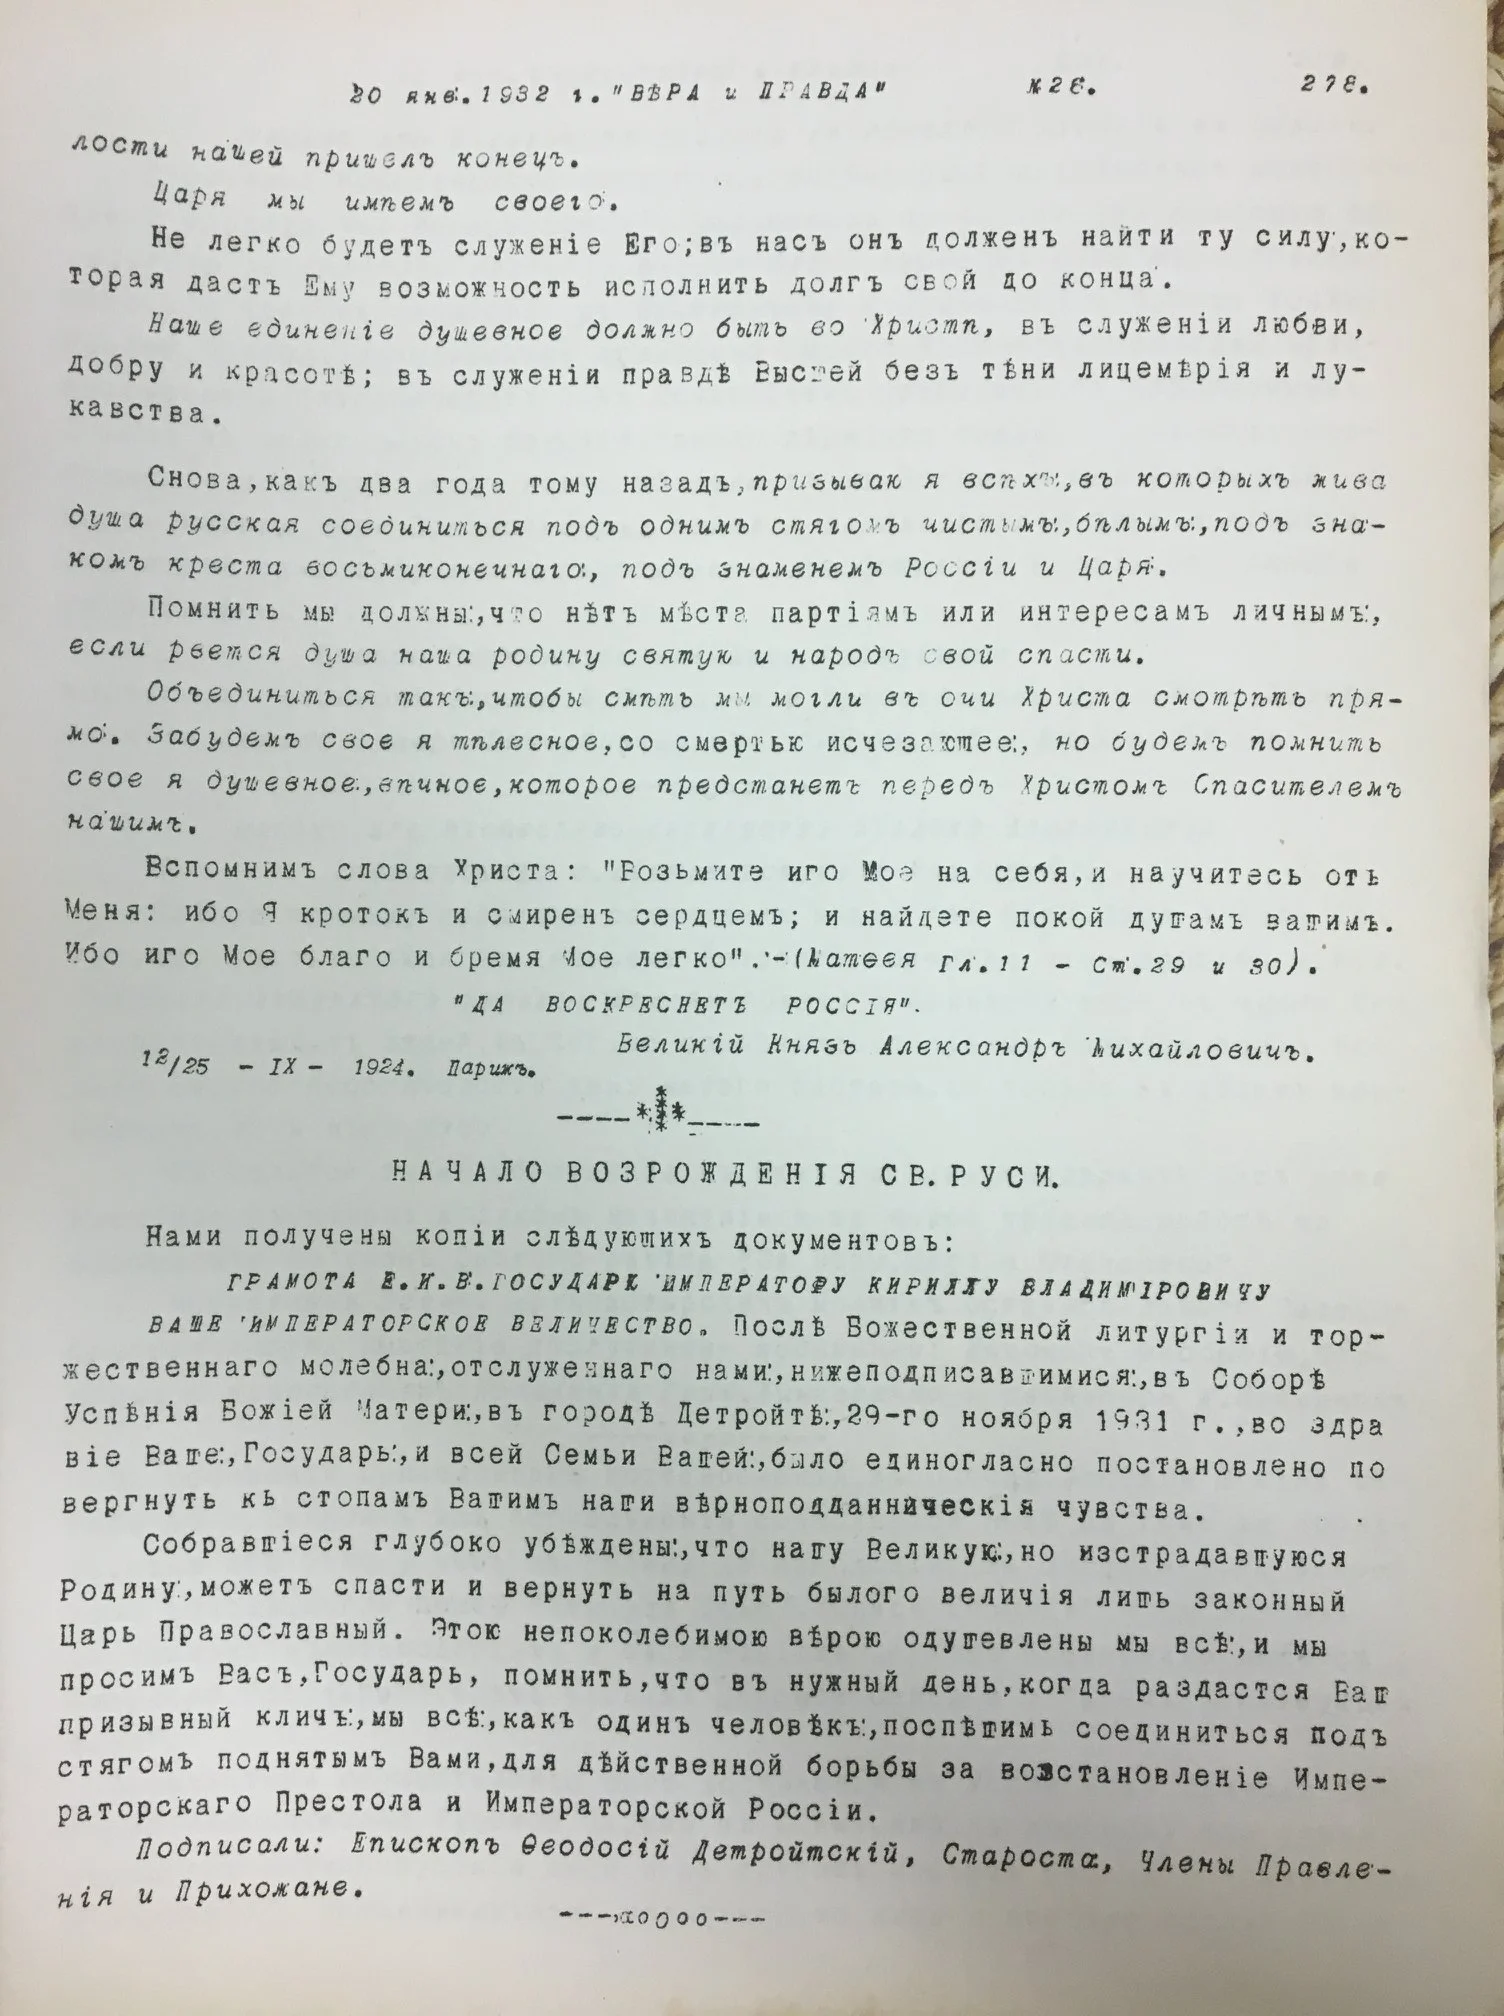 20 янв. 1932 г. "ВѢРА и ПРАВДА" №26. 278.
лости нашей пришелъ конецъ.
Царя мы имѣемъ своего.
Не легко будетъ служеніе Его;въ насъ онъ долженъ найти ту силу,ко-
торая дастъ Ему возможность исполнить долгъ свой до конца.
Наше единеніе душевное должно быть во Христѣ, въ служеніи любви,
добру и красотѣ; въ служеніи правдѣ Высшей безъ тѣни лицемѣрія и лу-
кавства.
Снова,какъ два года тому назадъ,призываю я всѣхъ,въ которыхъ жива
душа русская соединиться подъ однимъ стягомъ чистымъ,бѣлымъ,подъ зна-
комъ креста восьмиконечнаго, подъ знаменемъ Россіи и Царя.
Помнить мы должны,что нѣтъ мѣста партіямъ или интересамъ личнымъ,
если рвется душа наша родину святую и народъ свой спасти.
Объединиться такъ,чтобы смѣть мы могли въ очи Христа смотрѣть пря-
мо. Забудемъ свое я тѣлесное,со смертью исчезающее, но будемъ помнить
свое я душевное,вѣчное,которое предстанетъ передъ Христомъ Спасителемъ
нашимъ.
Вспомнимъ слова Христа: "Возьмите иго Мое на себя,и научитесь отъ
Меня: ибо Я кротокъ и смиренъ сердцемъ; и найдете покой душамъ вашимъ.
Ибо иго Мое благо и бремя Мое легко".-(Матѳея гл.11 - Ст.29 и 30).
"ДА ВОСКРЕСНЕТЪ РОССІЯ".
Великій Князь Александръ Михайловичъ.
12/25 - IX - 1924. Парижъ.
НАЧАЛО ВОЗРОЖДЕНІЯ СВ. РУСИ.
Нами получены копіи слѣдующихъ документовъ:
ГРАМОТА Е.И.В.ГОСУДАРЮ ИМПЕРАТОРУ КИРИЛЛУ ВЛАДИМІРОВИЧУ
ВАШЕ ИМПЕРАТОРСКОЕ ВЕЛИЧЕСТВО. Послѣ Божественной литургіи и тор-
жественнаго молебна,отслуженнаго нами,нижеподписавшимися,въ Соборѣ
Успѣнія Божіей Матери,въ городѣ Детройтѣ,29-го ноября 1931 г.,во здра
віе Ваше,Государь,и всей Семьи Вашей,было единогласно постановлено по
вергнуть къ стопамъ Вашимъ наши вѣрноподданническія чувства.
Собравшіеся глубоко убѣждены,что нашу Великую,но изстрадавшуюся
Родину,можетъ спасти и вернуть на путь былого величія лишь законный
Царь Православный. Этою непоколебимою вѣрою одушевлены мы всѣ,и мы
просимъ Васъ,Государь, помнить,что въ нужный день,когда раздастся Ваш
призывный кличъ,мы всѣ,какъ одинъ человѣкъ,поспѣшимъ соединиться подъ
стягомъ поднятымъ Вами,для дѣйственной борьбы за возстановленіе Импе-
раторскаго Престола и Императорской Россіи.
Подписали: Епископъ Ѳеодосій Детройтскій, Староста, Члены Правле-
нія и Прихожане.